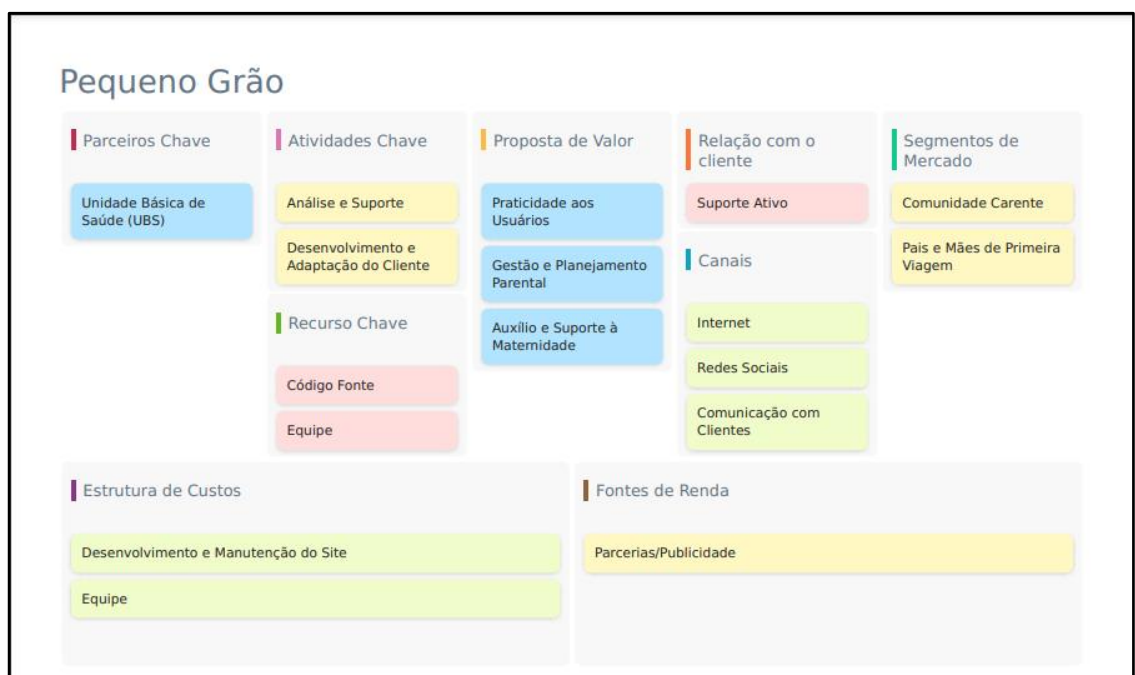 Pequeno Grão
Parceiros Chave
Unidade Básica de
Saúde (UBS)
Atividades Chave
Análise e Suporte
Desenvolvimento e
Adaptação do Cliente
Recurso Chave
Código Fonte
Equipe
Proposta de Valor
Praticidade aos
Usuários
Gestão e Planejamento
Parental
Auxílio e Suporte à
Maternidade
Relação com o
cliente
Suporte Ativo
Canais
Internet
Redes Sociais
Comunicação com
Clientes
Segmentos de
Mercado
Comunidade Carente
Pais e Mães de Primeira
Viagem
Estrutura de Custos
Desenvolvimento e Manutenção do Site
Equipe
Fontes de Renda
Parcerias/Publicidade